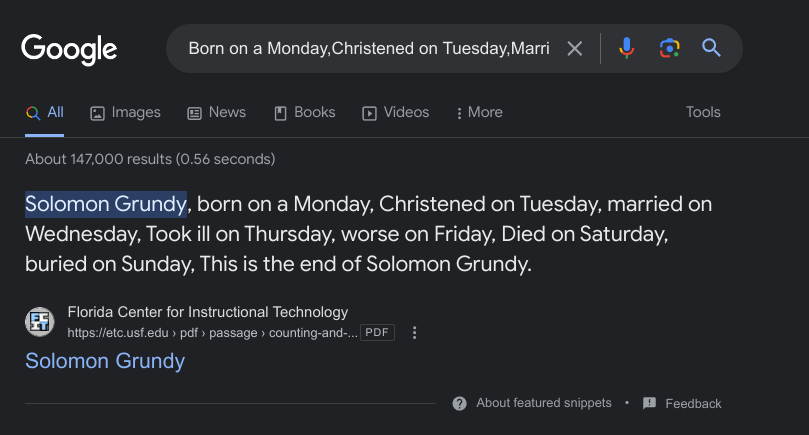 Google
Born on a Monday,Christened on Tuesday,Marri
All
Images
News
Books
Videos
More
Tools
About 147,000 results (0.56 seconds)
Solomon Grundy, born on a Monday, Christened on Tuesday, married on
Wednesday, Took ill on Thursday, worse on Friday, Died on Saturday,
buried on Sunday, This is the end of Solomon Grundy.
Florida Center for Instructional Technology
https://etc.usf.edu › pdf › passage › counting-and-... PDF
Solomon Grundy
About featured snippets • Feedback